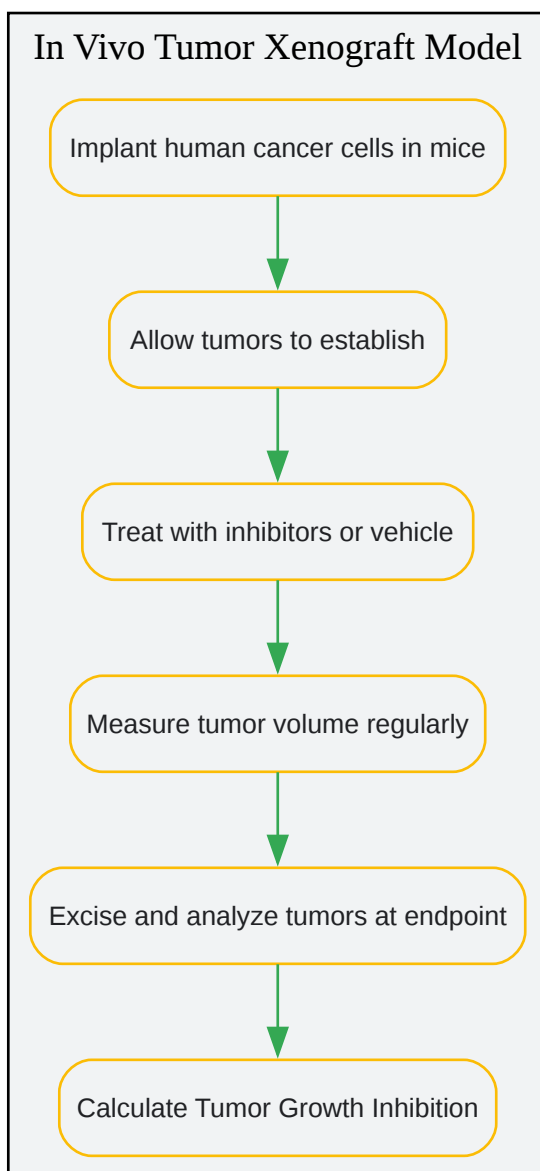 In Vivo Tumor Xenograft Model
Implant human cancer cells in mice
Allow tumors to establish
Treat with inhibitors or vehicle
Measure tumor volume regularly
Excise and analyze tumors at endpoint
Calculate Tumor Growth Inhibition